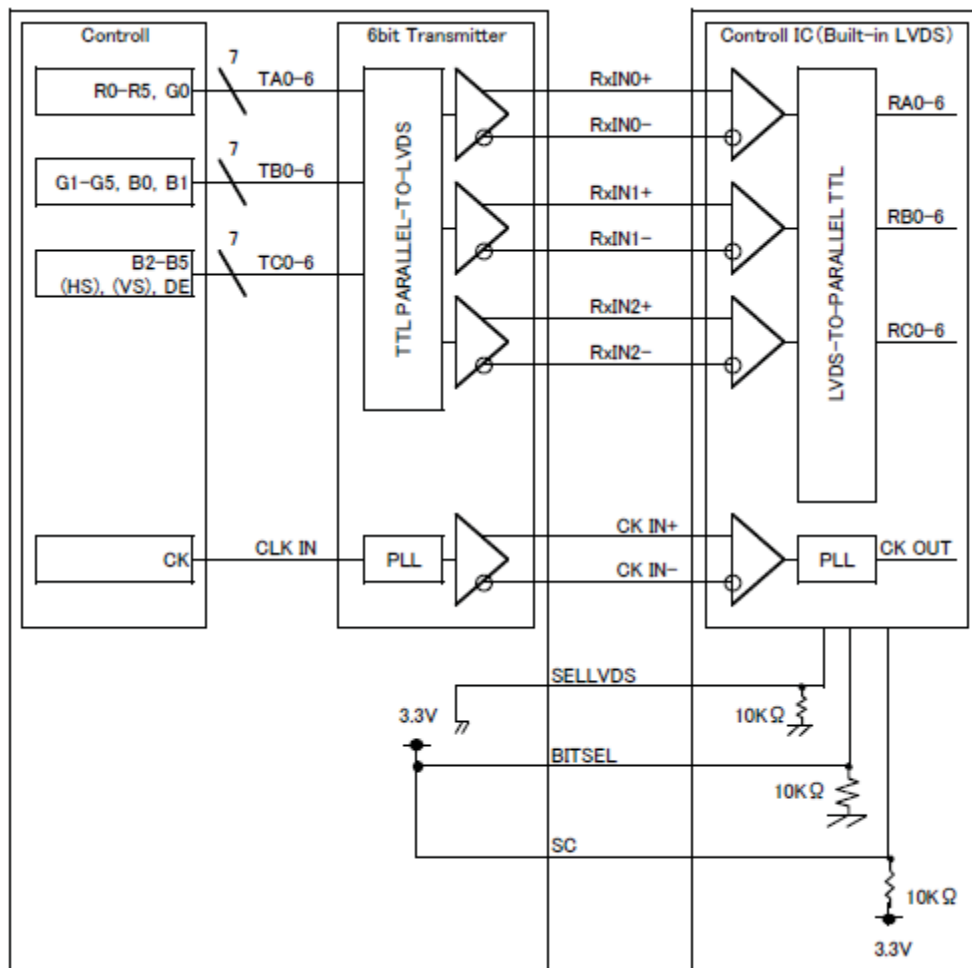 Controll
6bit Transmitter
Controll IC(Built-in LVDS)
7
R0-R5, G0
TA0-6
RxIN0+
RxIN0-
RA0-6
7
G1-G5, B0, B1
TB0-6
RxIN1+
RxIN1-
RB0-6
7
B2-B5
(HS), (VS), DE
TC0-6
RxIN2+
RxIN2-
RC0-6
TTL PARALLEL-TO-LVDS
LVDS-TO-PARALLEL TTL
CK
CLK IN
PLL
CK IN+
CK IN-
PLL
CK OUT
SELLVDS
10KΩ
3.3V
BITSEL
10KΩ
SC
10KΩ
3.3V